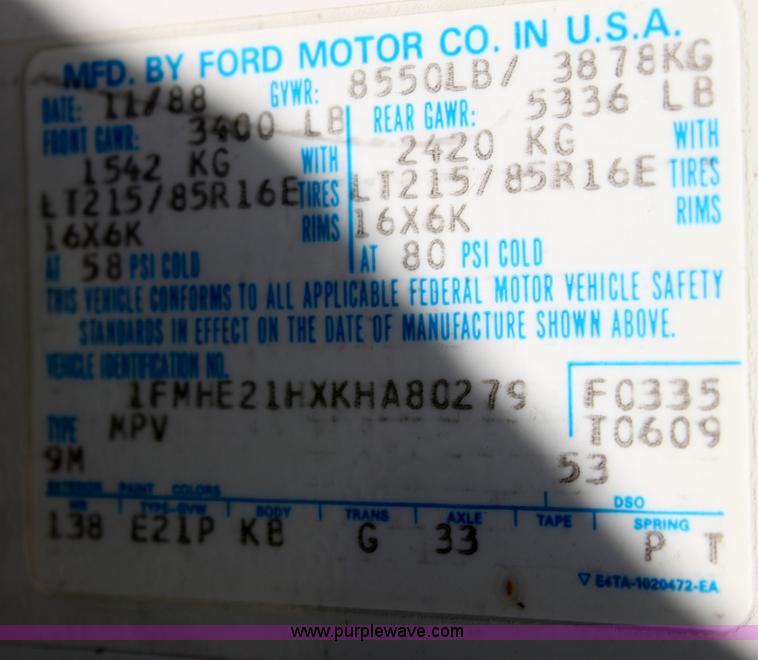 MFD. BY FORD MOTOR CO. IN U.S.A.
DATE: 11/88 GVWR: 8550LB/ 3878KG
FRONT GAWR: 3400 LB REAR GAWR: 5336 LB
1542 KG WITH 2420 KG WITH
LT215/85R16E TIRES LT215/85R16E TIRES
16X6K RIMS 16X6K RIMS
AT 58 PSI COLD AT 80 PSI COLD
THIS VEHICLE CONFORMS TO ALL APPLICABLE FEDERAL MOTOR VEHICLE SAFETY
STANDARDS IN EFFECT ON THE DATE OF MANUFACTURE SHOWN ABOVE.
VEHICLE IDENTIFICATION NO.
1FMHE21HXKHA80279 F0335
TYPE MPV T0609
9M 53
EXTERIOR PAINT COLORS DSO
WB TYPE-GVW BODY TRANS AXLE TAPE SPRING
138 E21P KB G 33 P T
▽ E4TA-1020472-EA
www.purplewave.com